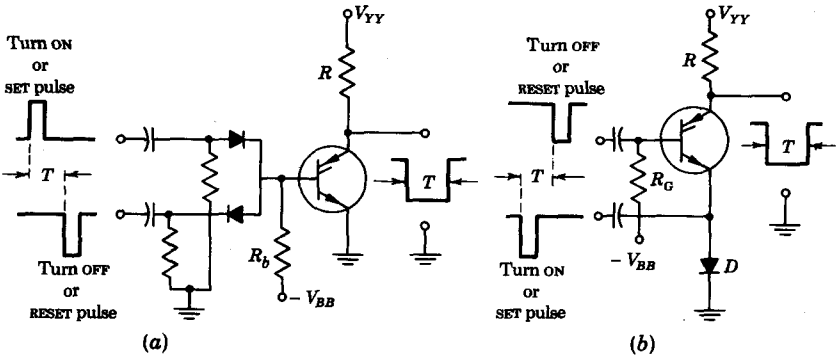 Turn ON
or
SET pulse
T
Turn OFF
or
RESET pulse
V_YY
R
T
R_b
- V_BB
(a)
Turn OFF
or
RESET pulse
T
Turn ON
or
SET pulse
V_YY
R
T
R_G
- V_BB
D
(b)